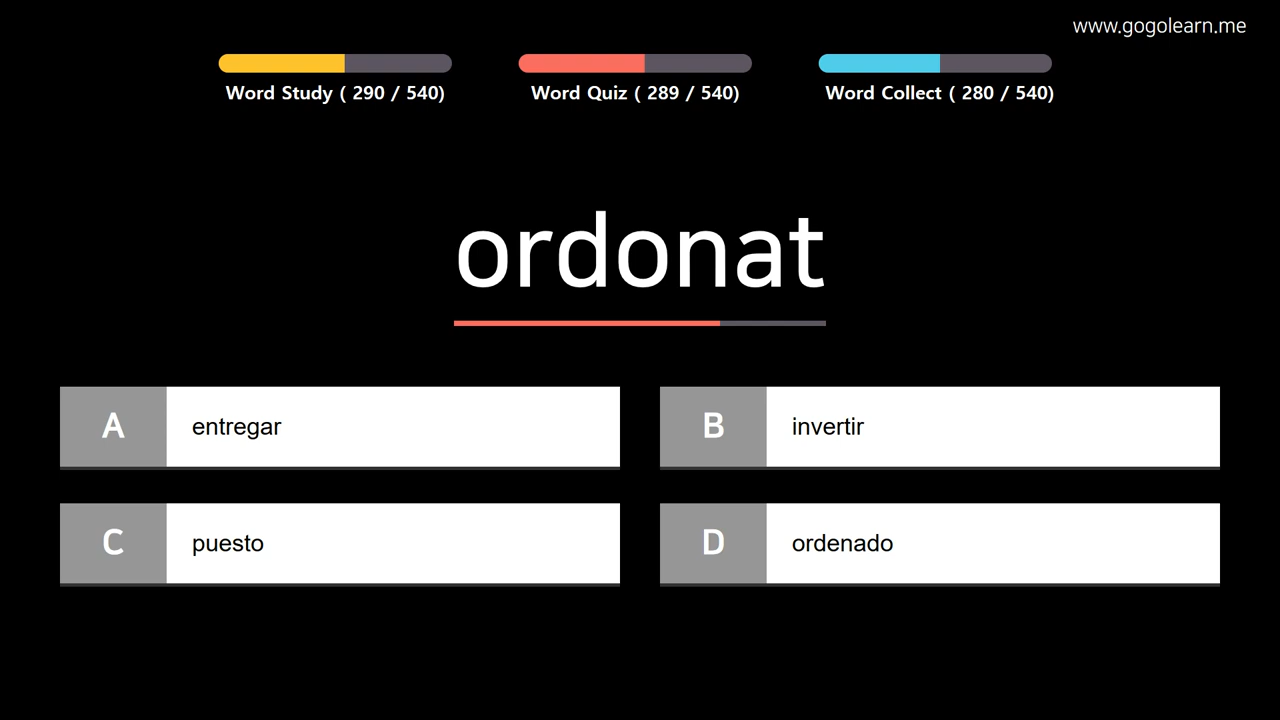 www.gogolearn.me
Word Study ( 290 / 540)
Word Quiz ( 289 / 540)
Word Collect ( 280 / 540)
ordonat
A entregar
B invertir
C puesto
D ordenado